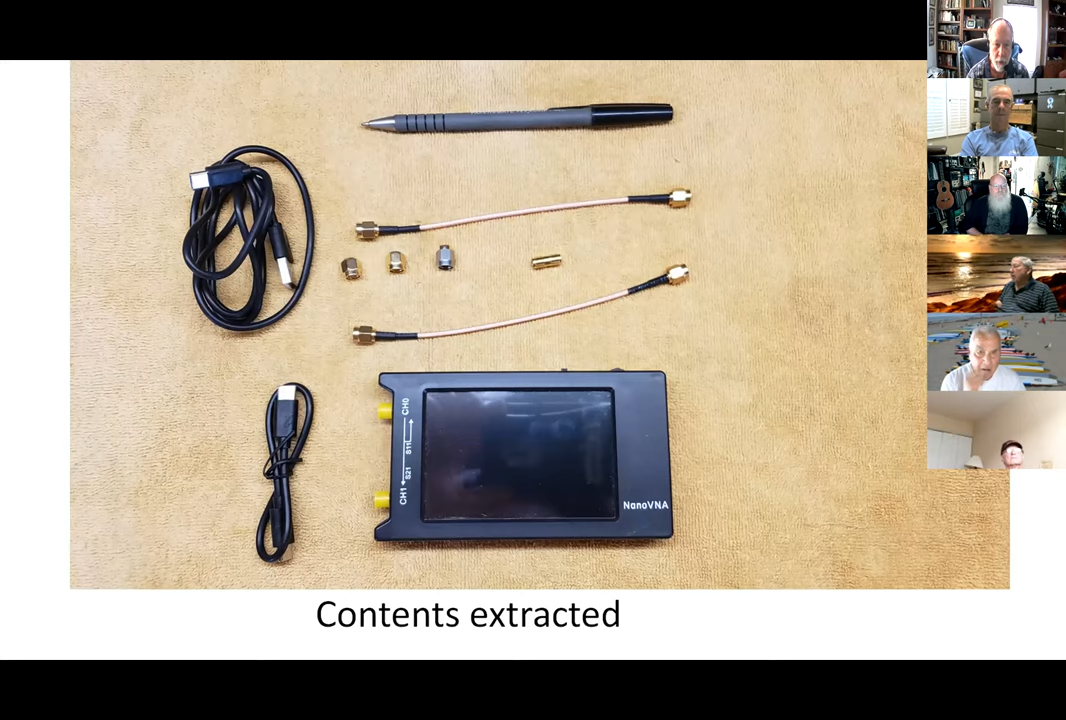 CH0
S11
S21
CH1
NanoVNA
Contents extracted